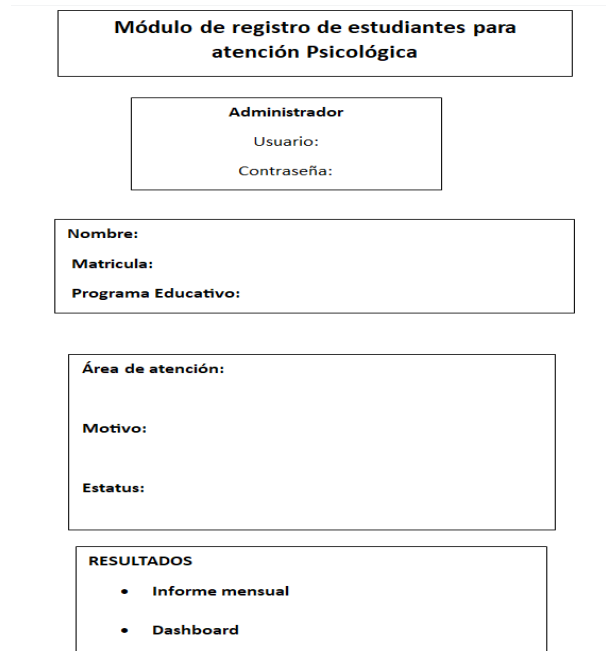 Módulo de registro de estudiantes para
atención Psicológica
Administrador
Usuario:
Contraseña:
Nombre:
Matricula:
Programa Educativo:
Área de atención:
Motivo:
Estatus:
RESULTADOS
• Informe mensual
• Dashboard